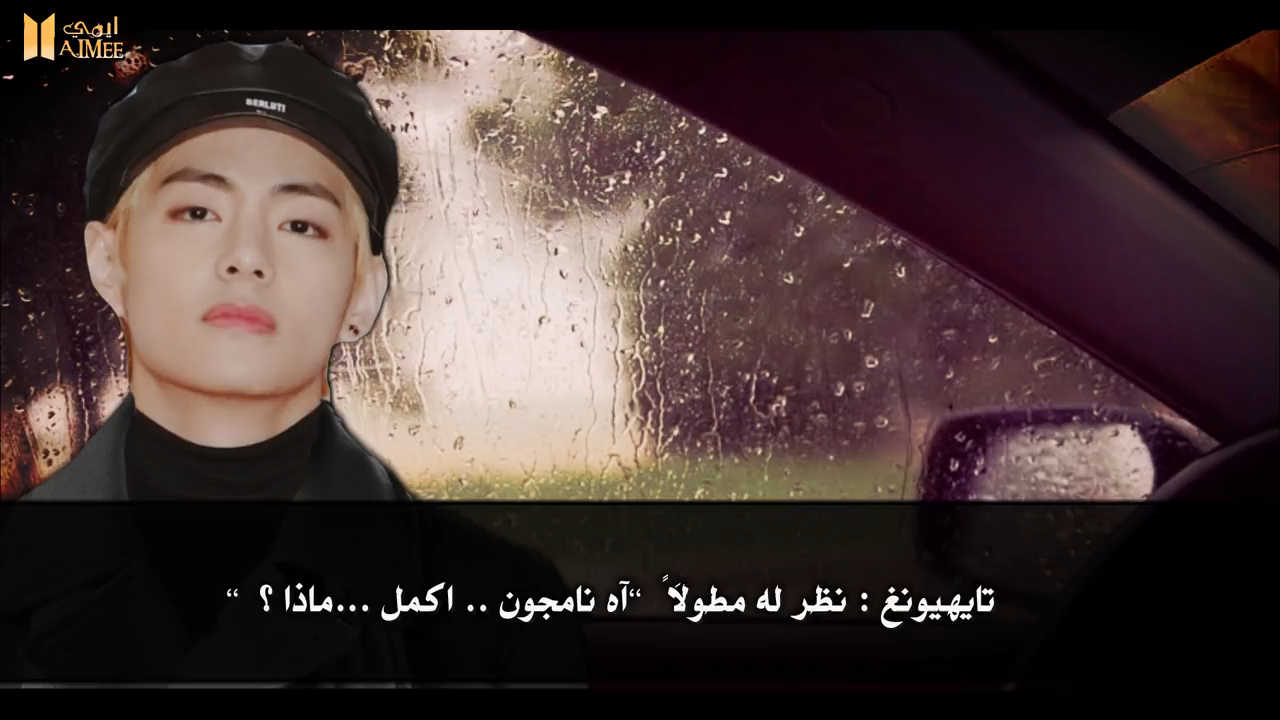 ايمي
AIMEE
BERLUTI
تايهيونغ : نظر له مطولاً “آه نامجون .. اكمل ...ماذا ؟ “